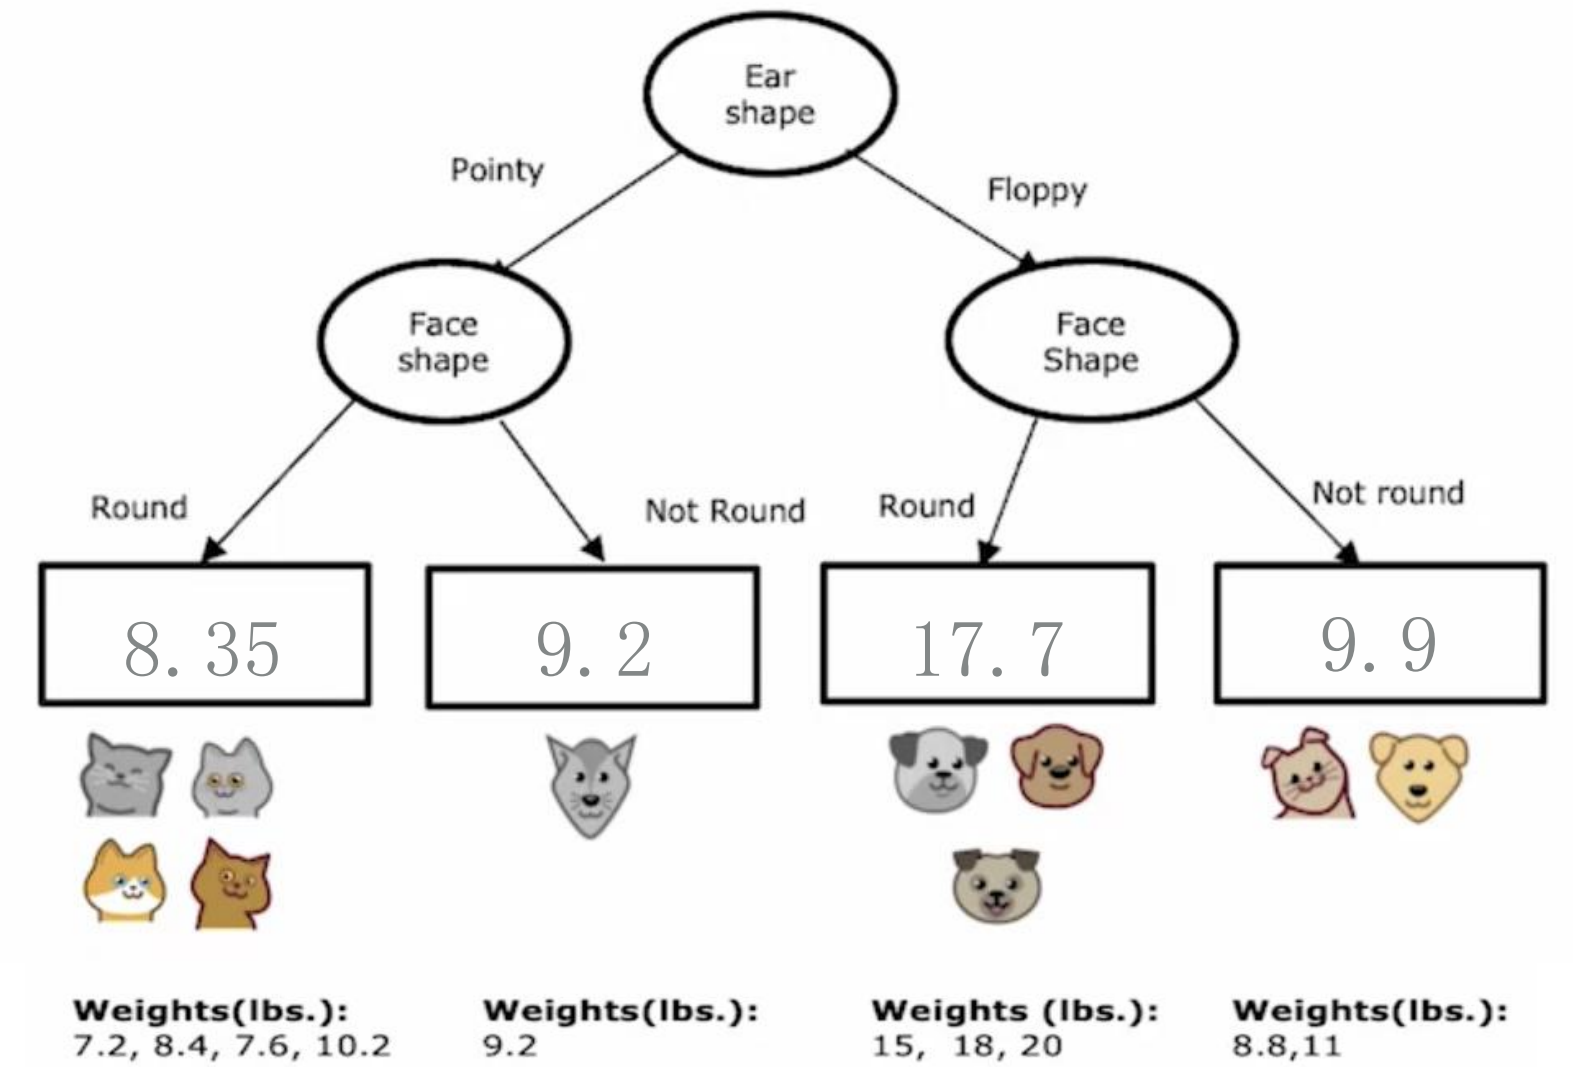 Ear
shape
Pointy
Floppy
Face
shape
Face
Shape
Round
Not Round
Round
Not round
8.35
9.2
17.7
9.9
Weights(lbs.):
7.2, 8.4, 7.6, 10.2
Weights(lbs.):
9.2
Weights (lbs.):
15, 18, 20
Weights(lbs.):
8.8,11